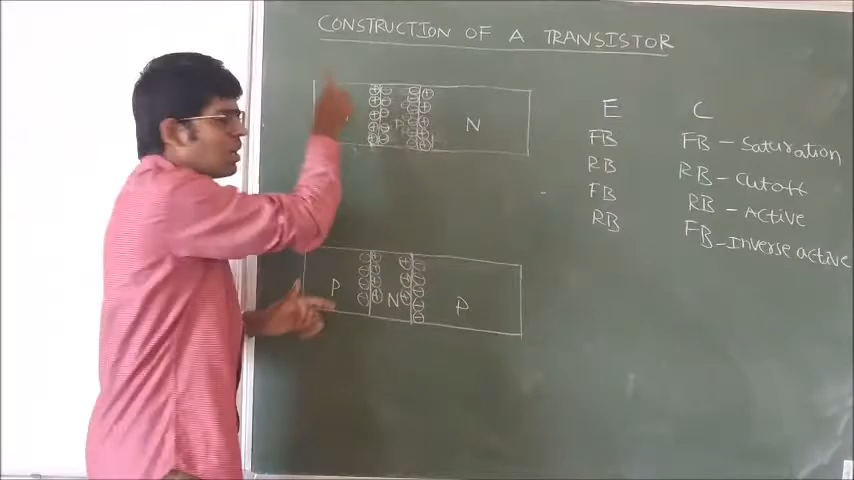 CONSTRUCTION OF A TRANSISTOR
P N
E C
FB FB - Saturation
RB RB - Cutoff
FB RB - Active
RB FB - Inverse active
P N P